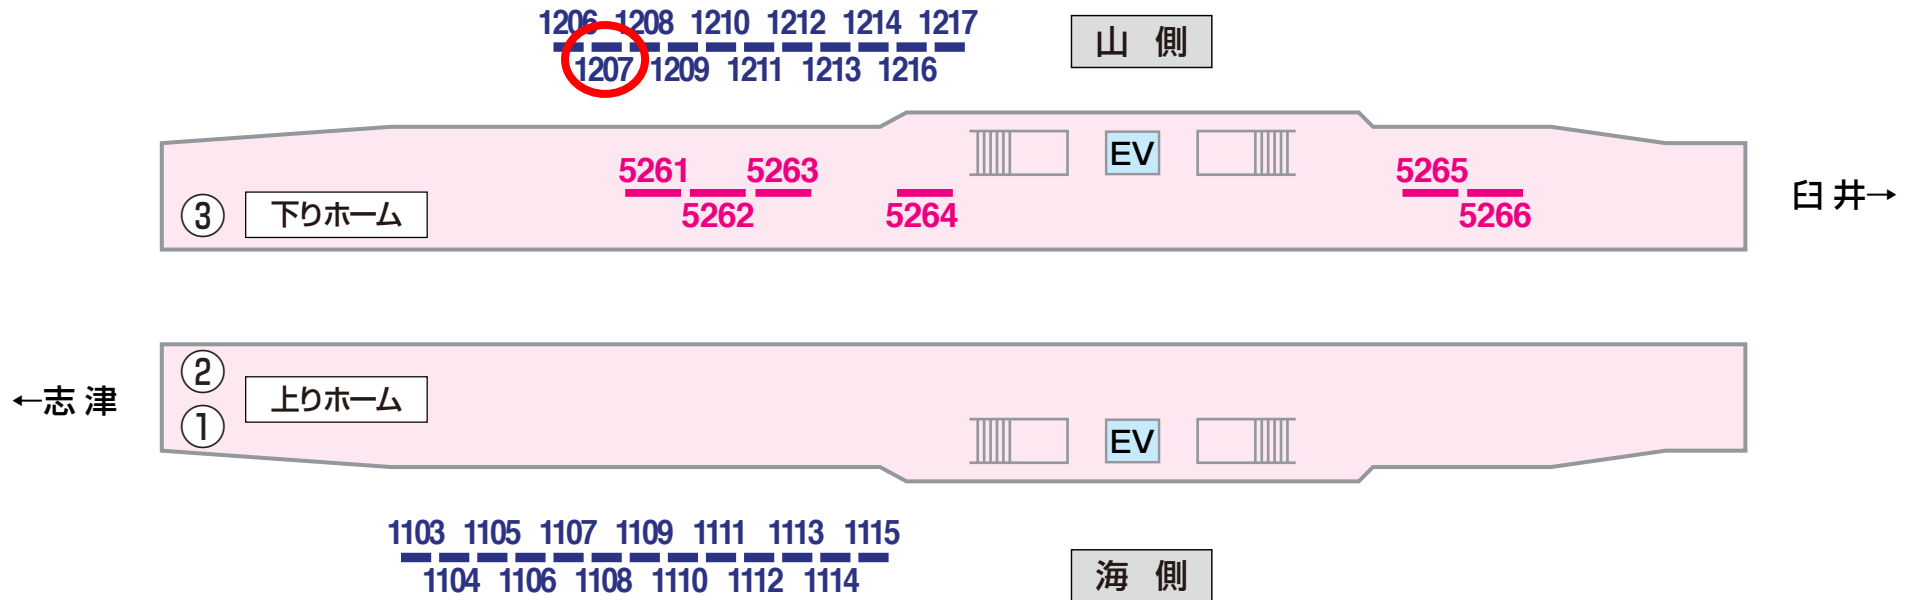 1206 1208 1210 1212 1214 1217
1207 1209 1211 1213 1216
山 側
5261 5263 5265
5262 5264 5266
EV
③ 下りホーム
臼 井→
②
①
上りホーム
←志 津
EV
1103 1105 1107 1109 1111 1113 1115
1104 1106 1108 1110 1112 1114
海 側